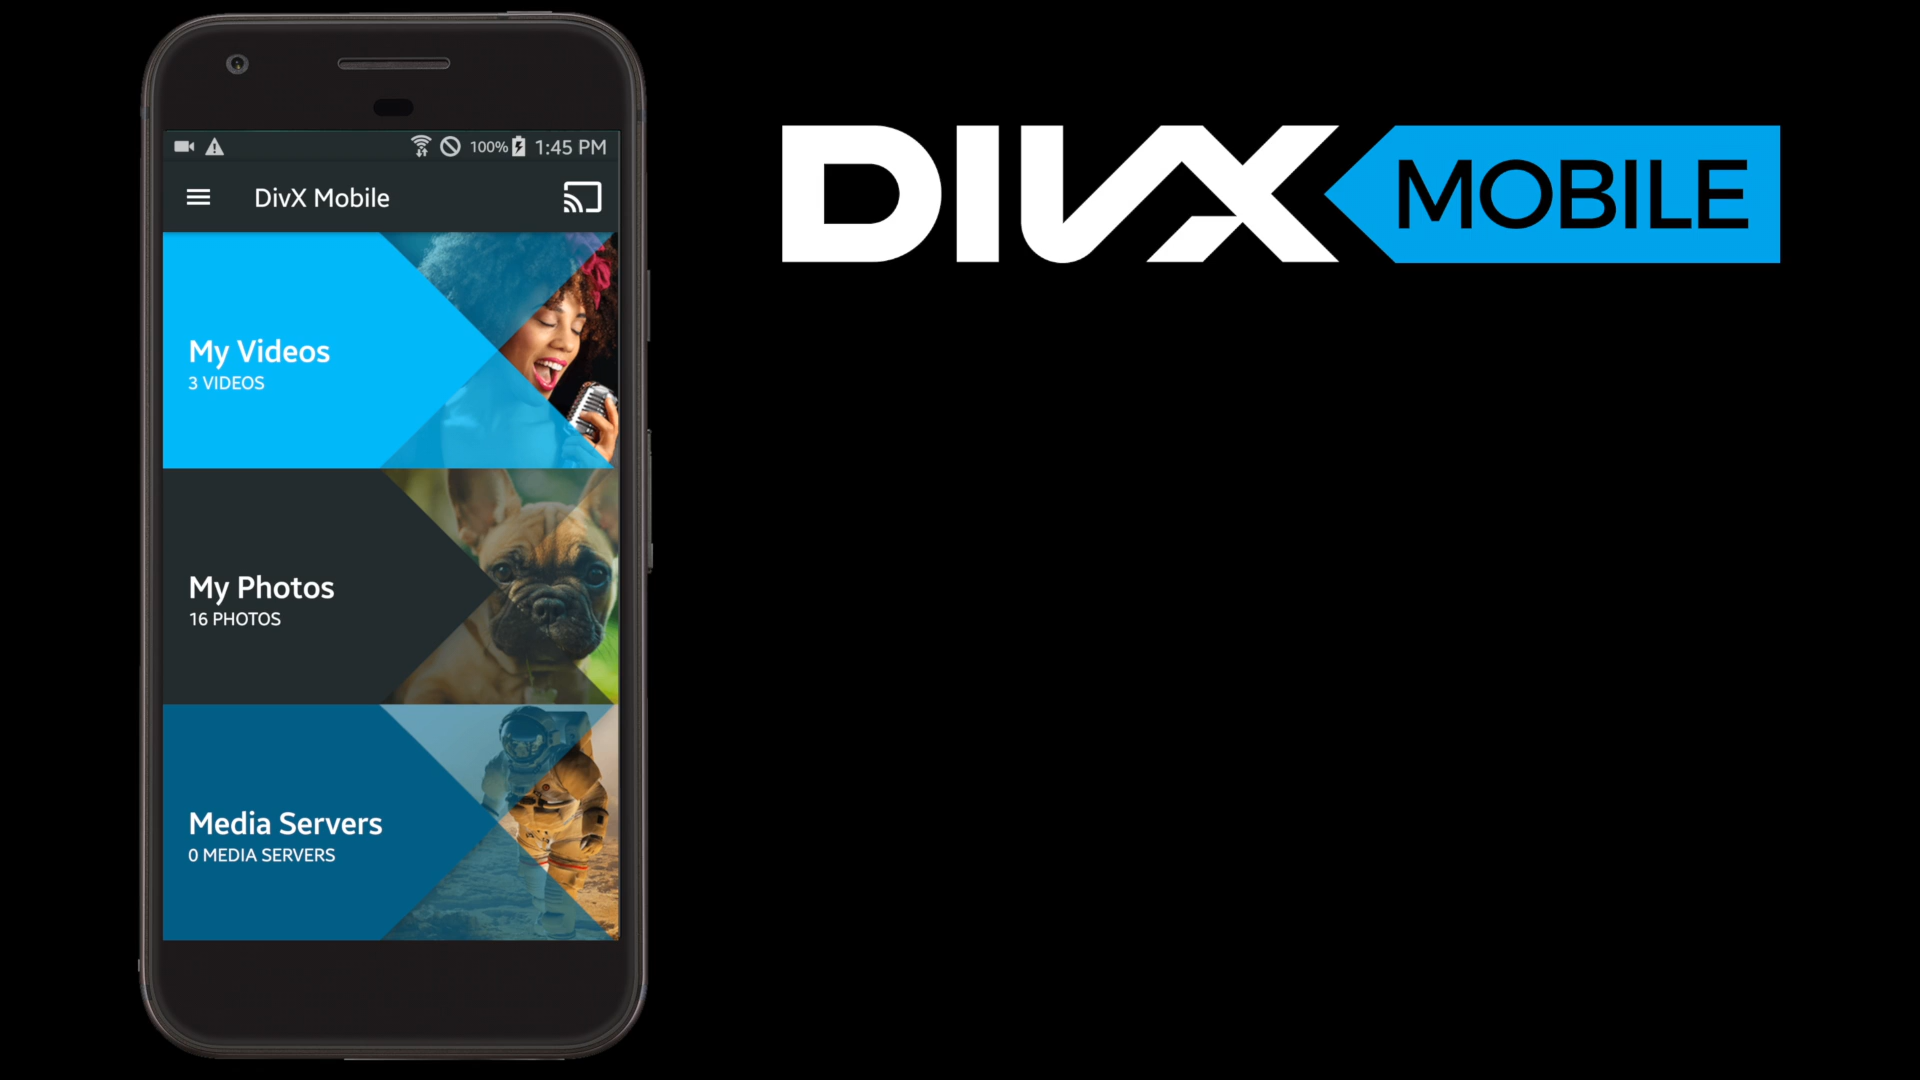 100% 1:45 PM
DivX Mobile
My Videos
3 VIDEOS
My Photos
16 PHOTOS
Media Servers
0 MEDIA SERVERS
DIVX MOBILE